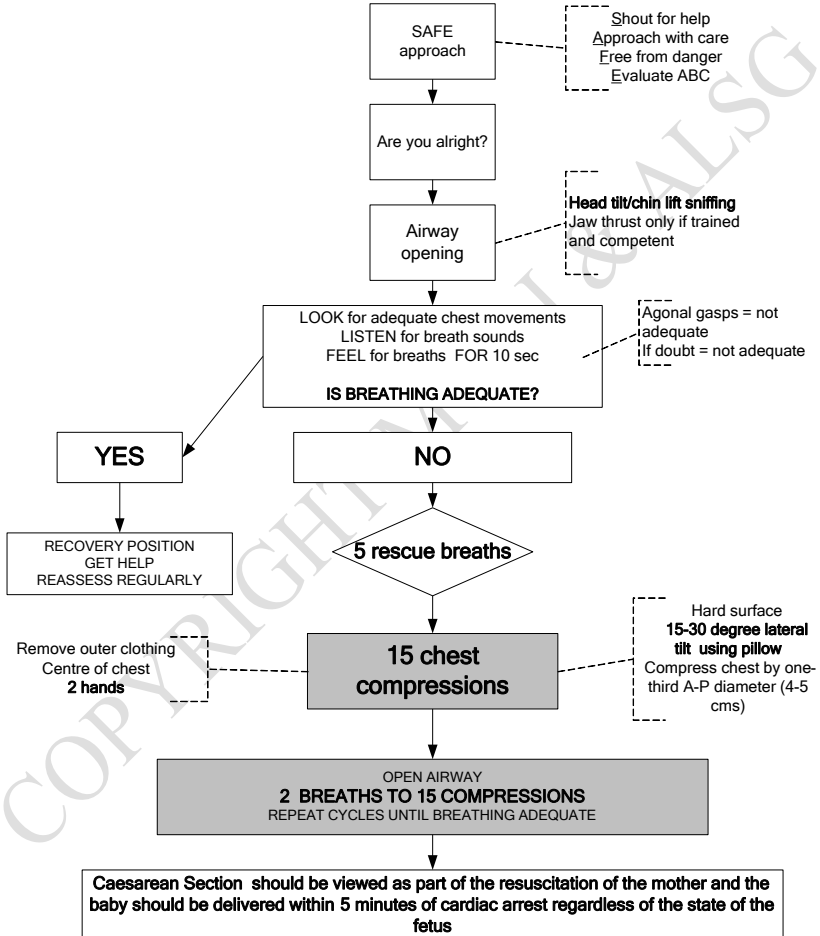 SAFE
approach
Shout for help
Approach with care
Free from danger
Evaluate ABC
Are you alright?
Airway
opening
Head tilt/chin lift sniffing
Jaw thrust only if trained
and competent
LOOK for adequate chest movements
LISTEN for breath sounds
FEEL for breaths FOR 10 sec
IS BREATHING ADEQUATE?
Agonal gasps = not
adequate
If doubt = not adequate
YES
NO
RECOVERY POSITION
GET HELP
REASSESS REGULARLY
5 rescue breaths
Remove outer clothing
Centre of chest
2 hands
15 chest
compressions
Hard surface
15-30 degree lateral
tilt using pillow
Compress chest by one-
third A-P diameter (4-5
cms)
OPEN AIRWAY
2 BREATHS TO 15 COMPRESSIONS
REPEAT CYCLES UNTIL BREATHING ADEQUATE
Caesarean Section should be viewed as part of the resuscitation of the mother and the
baby should be delivered within 5 minutes of cardiac arrest regardless of the state of the
fetus
COPYRIGHT & ALSG